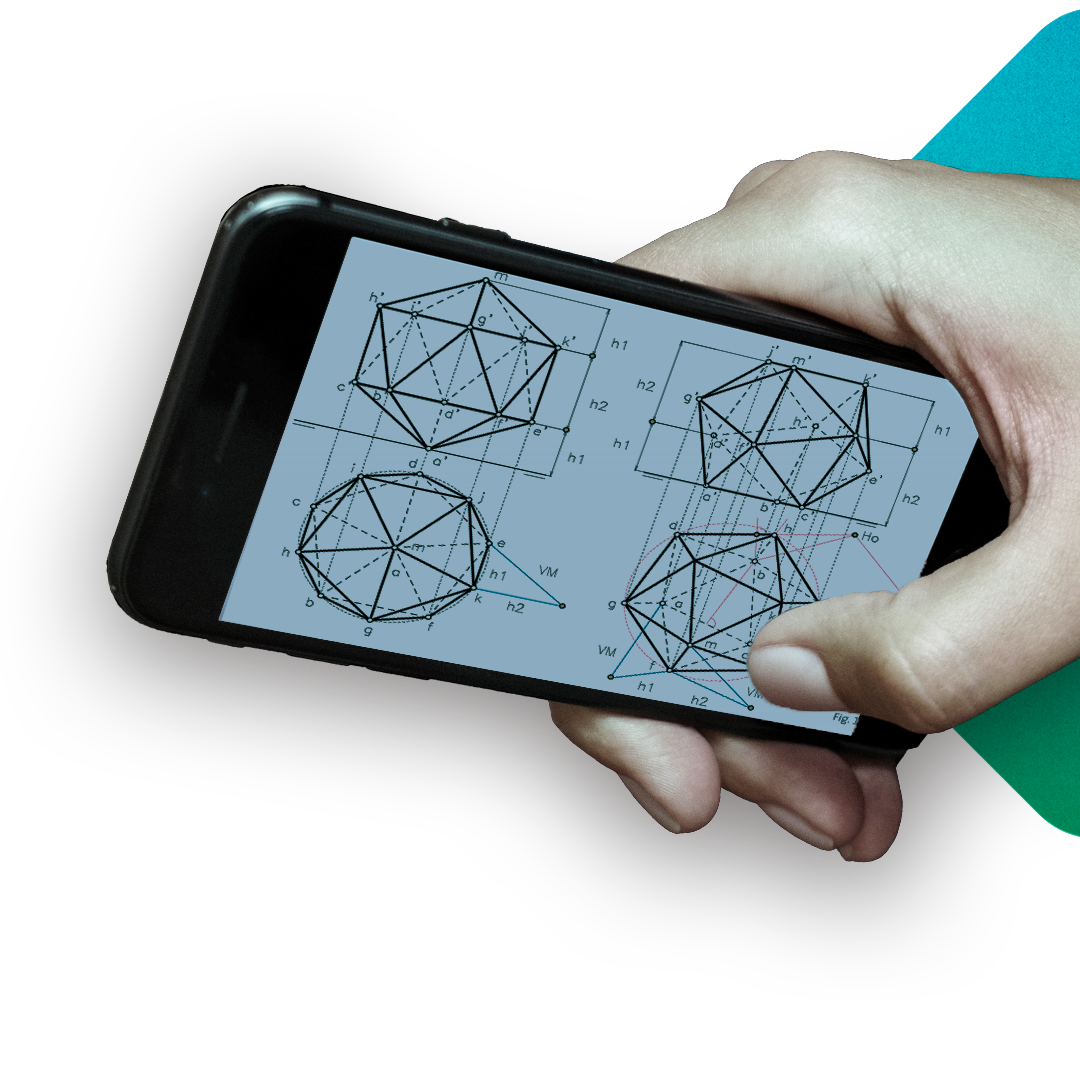 m
h'
i'
g'
k'
h1
h2
c'
b'
d'
e'
h1
a'
j'
m'
k'
h2
g'
h'
h1
h1
d'
e'
a'
h2
b'
c'
i
d
c
j
h
m
e
a
h1
VM
b
k
h2
g
f
d
h
Ho
b
g
a
k
VM
m
f
c
h1
h2
VM
Fig. 1